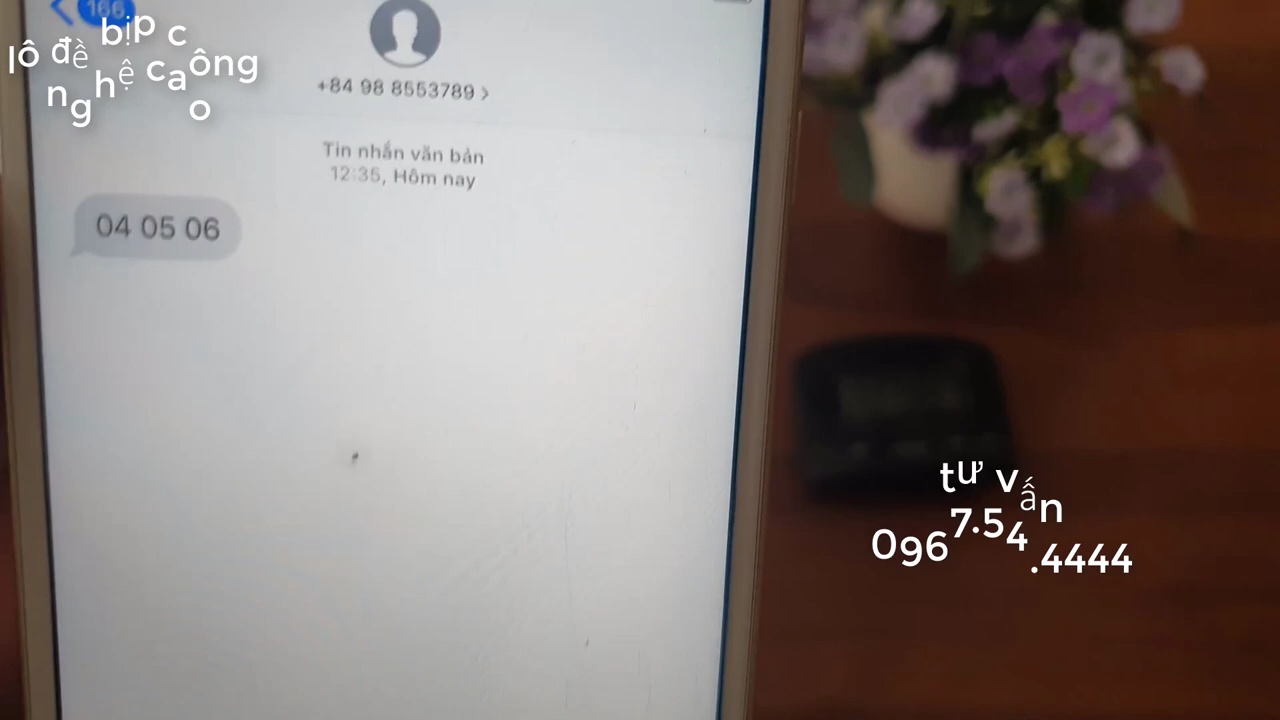 166
lô đề bịp công
nghệ cao
+84 98 8553789 >
Tin nhắn văn bản
12:35, Hôm nay
04 05 06
tư vấn
0967.54.4444